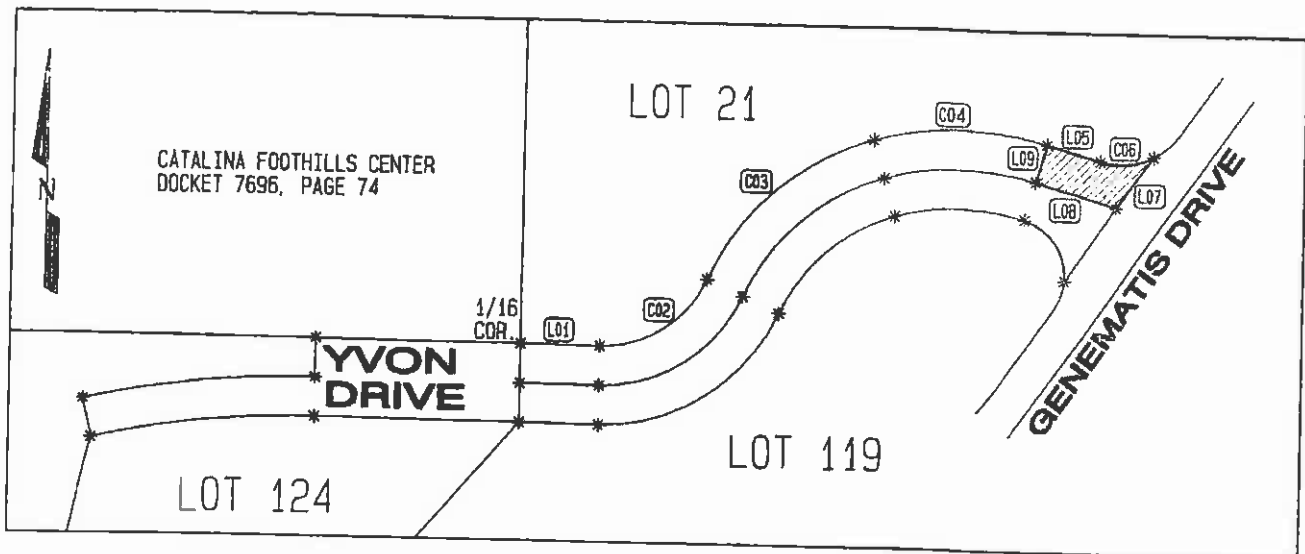 LOT 21
C04
L05
C06
CATALINA FOOTHILLS CENTER
DOCKET 7696, PAGE 74
L09
C03
N
L08
L07
1/16
COR.
L01
C02
YVON
DRIVE
GENEMATIS DRIVE
LOT 119
LOT 124